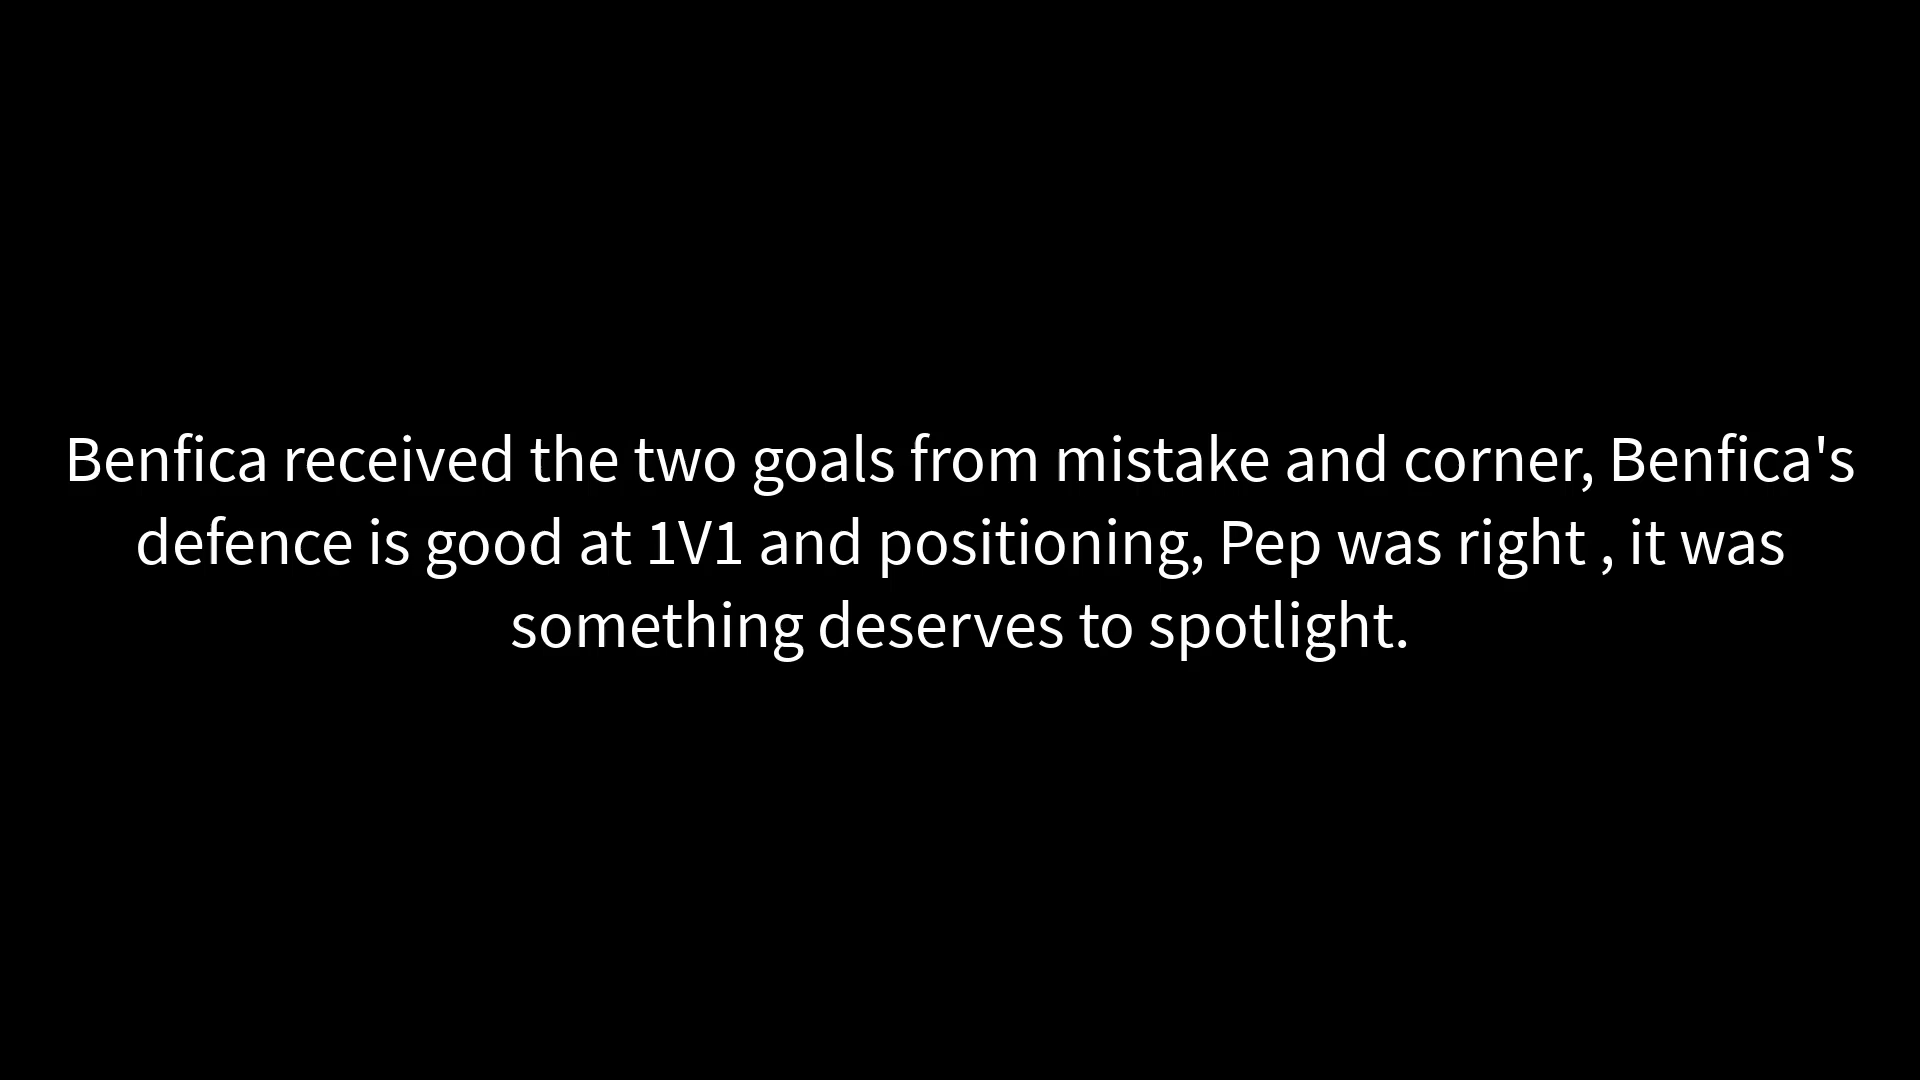 Benfica received the two goals from mistake and corner, Benfica's
defence is good at 1V1 and positioning, Pep was right , it was
something deserves to spotlight.